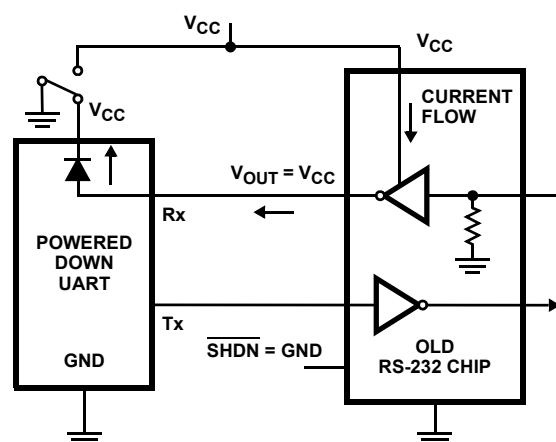 VCC
VCC
VCC
CURRENT
FLOW
VOUT = VCC
Rx
POWERED
DOWN
UART
Tx
GND
SHDN = GND
OLD
RS-232 CHIP